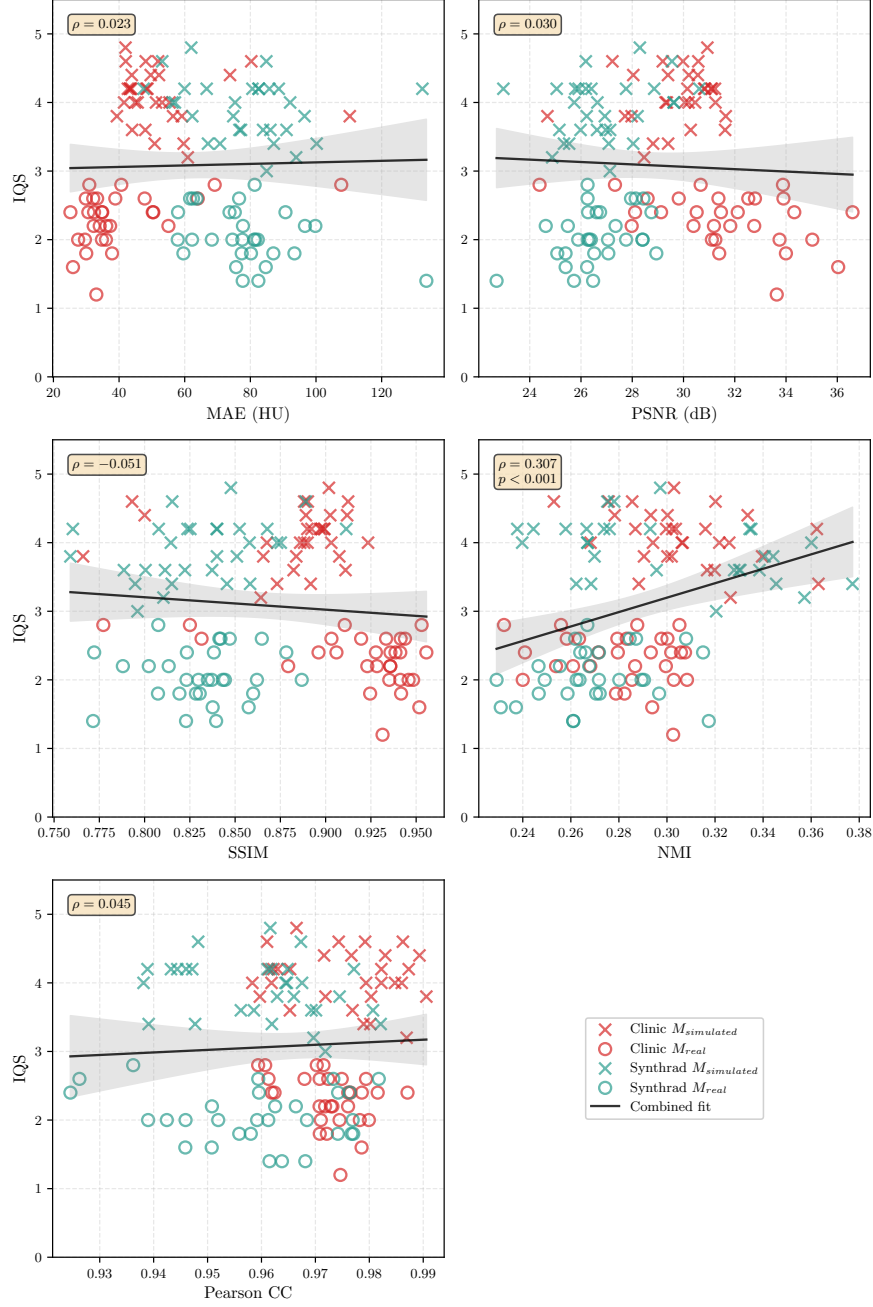 ρ = 0.023
IQS
5
4
3
2
1
0
20 40 60 80 100 120
MAE (HU)
ρ = 0.030
5
4
3
2
1
0
24 26 28 30 32 34 36
PSNR (dB)
ρ = −0.051
IQS
5
4
3
2
1
0
0.750 0.775 0.800 0.825 0.850 0.875 0.900 0.925 0.950
SSIM
ρ = 0.307
p < 0.001
5
4
3
2
1
0
0.24 0.26 0.28 0.30 0.32 0.34 0.36 0.38
NMI
ρ = 0.045
IQS
5
4
3
2
1
0
0.93 0.94 0.95 0.96 0.97 0.98 0.99
Pearson CC
Clinic M_simulated
Clinic M_real
Synthrad M_simulated
Synthrad M_real
Combined fit